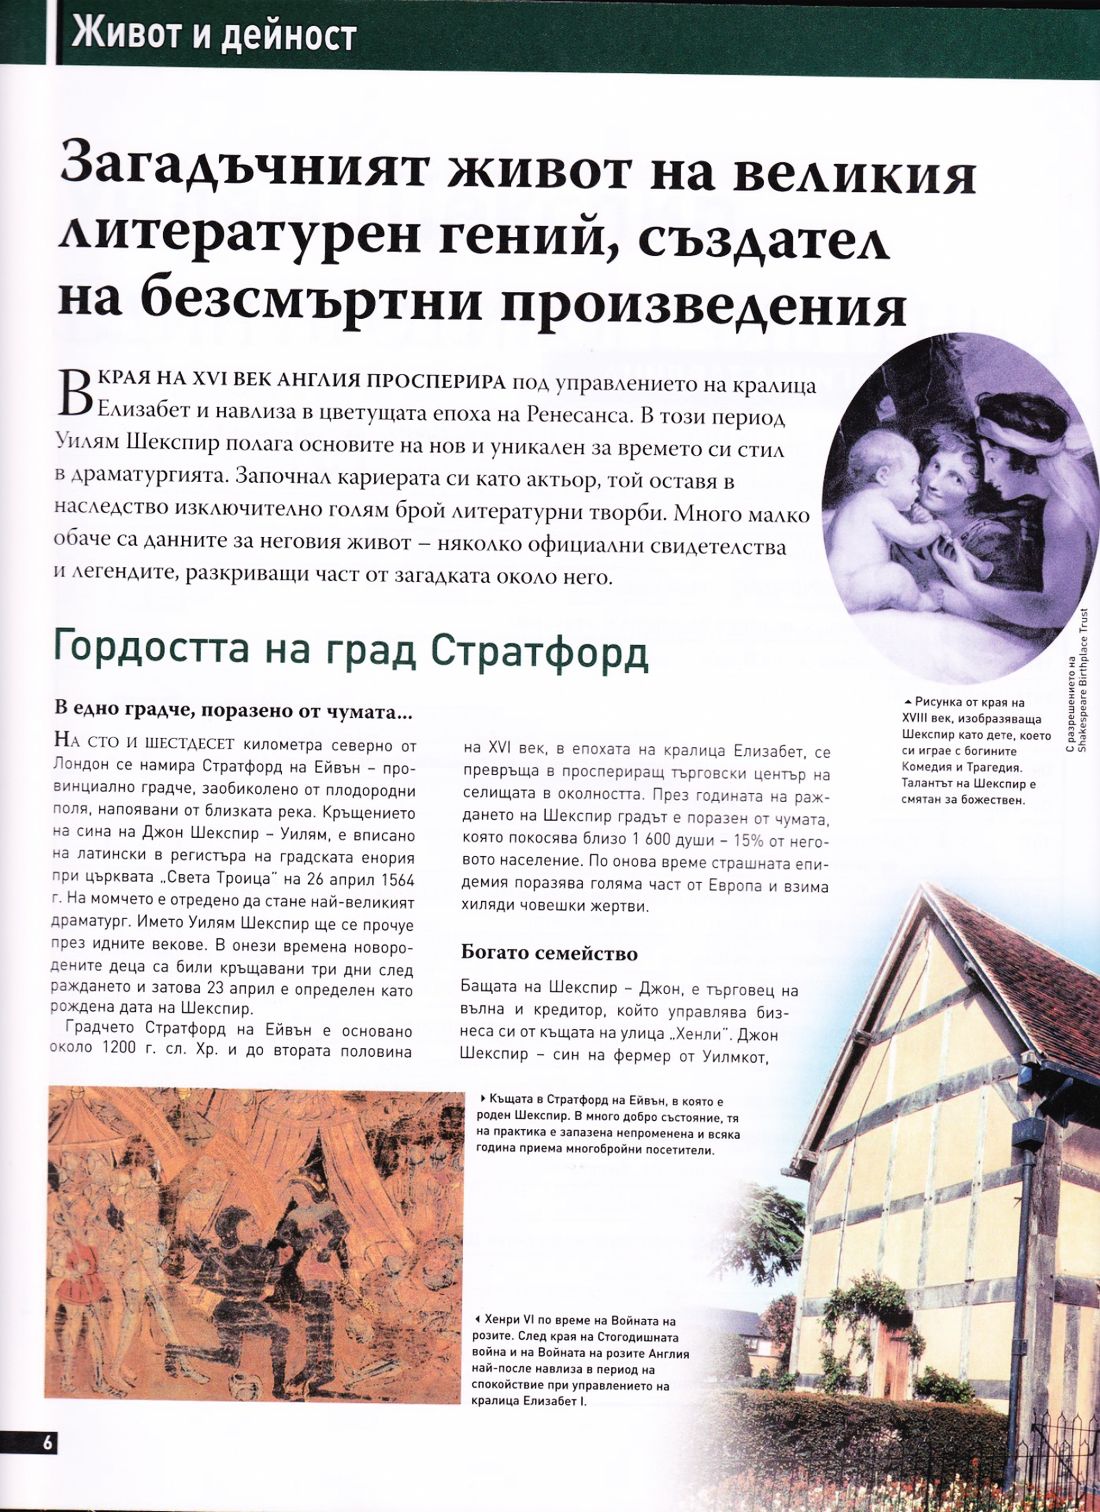 Живот и дейност
Загадъчният живот на великия
литературен гений, създател
на безсмъртни произведения
В КРАЯ НА XVI ВЕК АНГЛИЯ ПРОСПЕРИРА под управлението на кралица
Елизабет и навлиза в цветущата епоха на Ренесанса. В този период
Уилям Шекспир полага основите на нов и уникален за времето си стил
в драматургията. Започнал кариерата си като актьор, той оставя в
наследство изключително голям брой литературни творби. Много малко
обаче са данните за неговия живот – няколко официални свидетелства
и легендите, разкриващи част от загадката около него.
С разрешението на
Shakespeare Birthplace Trust
Рисунка от края на
XVIII век, изобразяваща
Шекспир като дете, което
си играе с богините
Комедия и Трагедия.
Талантът на Шекспир е
смятан за божествен.
Гордостта на град Стратфорд
В едно градче, поразено от чумата...
НА СТО И ШЕСТДЕСЕТ километра северно от
Лондон се намира Стратфорд на Ейвън – про-
винциално градче, заобиколено от плодородни
поля, напоявани от близката река. Кръщението
на сина на Джон Шекспир – Уилям, е вписано
на латински в регистъра на градската енория
при църквата „Света Троица" на 26 април 1564
г. На момчето е отредено да стане най-великият
драматург. Името Уилям Шекспир ще се прочуе
през идните векове. В онези времена новоро-
дените деца са били кръщавани три дни след
раждането и затова 23 април е определен като
рождена дата на Шекспир.
Градчето Стратфорд на Ейвън е основано
около 1200 г. сл. Хр. и до втората половина
на XVI век, в епохата на кралица Елизабет, се
превръща в проспериращ търговски център на
селищата в околността. През годината на раж-
дането на Шекспир градът е поразен от чумата,
която покосява близо 1 600 души – 15% от него-
вото население. По онова време страшната епи-
демия поразява голяма част от Европа и взима
хиляди човешки жертви.
Богато семейство
Бащата на Шекспир – Джон, е търговец на
вълна и кредитор, който управлява биз-
неса си от къщата на улица „Хенли". Джон
Шекспир – син на фермер от Уилмкот,
Къщата в Стратфорд на Ейвън, в която е
роден Шекспир. В много добро състояние, тя
на практика е запазена непроменена и всяка
година приема многобройни посетители.
Хенри VI по време на Войната на
розите. След края на Стогодишната
война и на Войната на розите Англия
най-после навлиза в период на
спокойствие при управлението на
кралица Елизабет I.
6